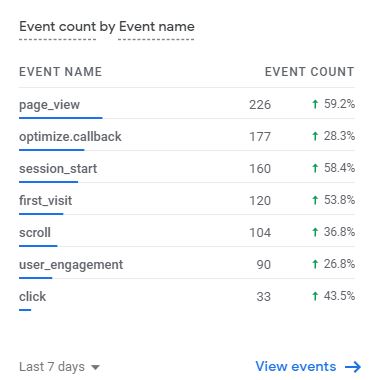 Event count by Event name
EVENT NAME EVENT COUNT
page_view 226 ↑ 59.2%
optimize.callback 177 ↑ 28.3%
session_start 160 ↑ 58.4%
first_visit 120 ↑ 53.8%
scroll 104 ↑ 36.8%
user_engagement 90 ↑ 26.8%
click 33 ↑ 43.5%
Last 7 days View events →